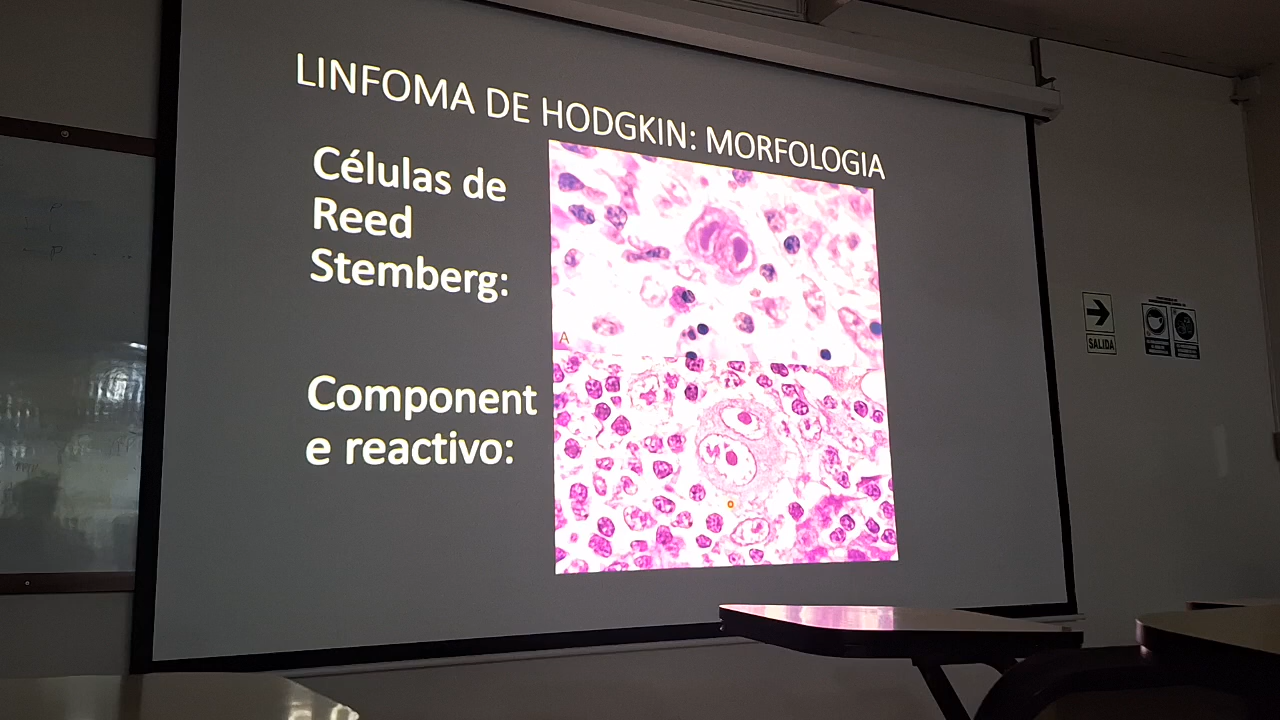 LINFOMA DE HODGKIN: MORFOLOGIA
Células de
Reed
Stemberg:
A
Component
e reactivo:
SALIDA